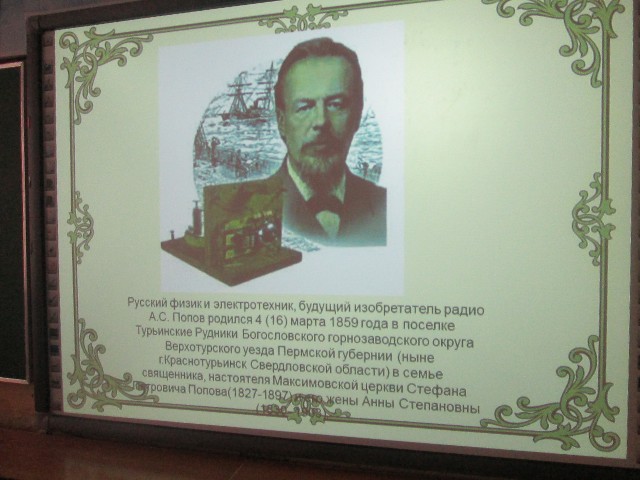 Русский физик и электротехник, будущий изобретатель радио
А.С. Попов родился 4 (16) марта 1859 года в поселке
Турьинские Рудники Богословского горнозаводского округа
Верхотурского уезда Пермской губернии (ныне
г.Краснотурьинск Свердловской области) в семье
священника, настоятеля Максимовской церкви Стефана
Петровича Попова(1827-1897) жены Анны Степановны